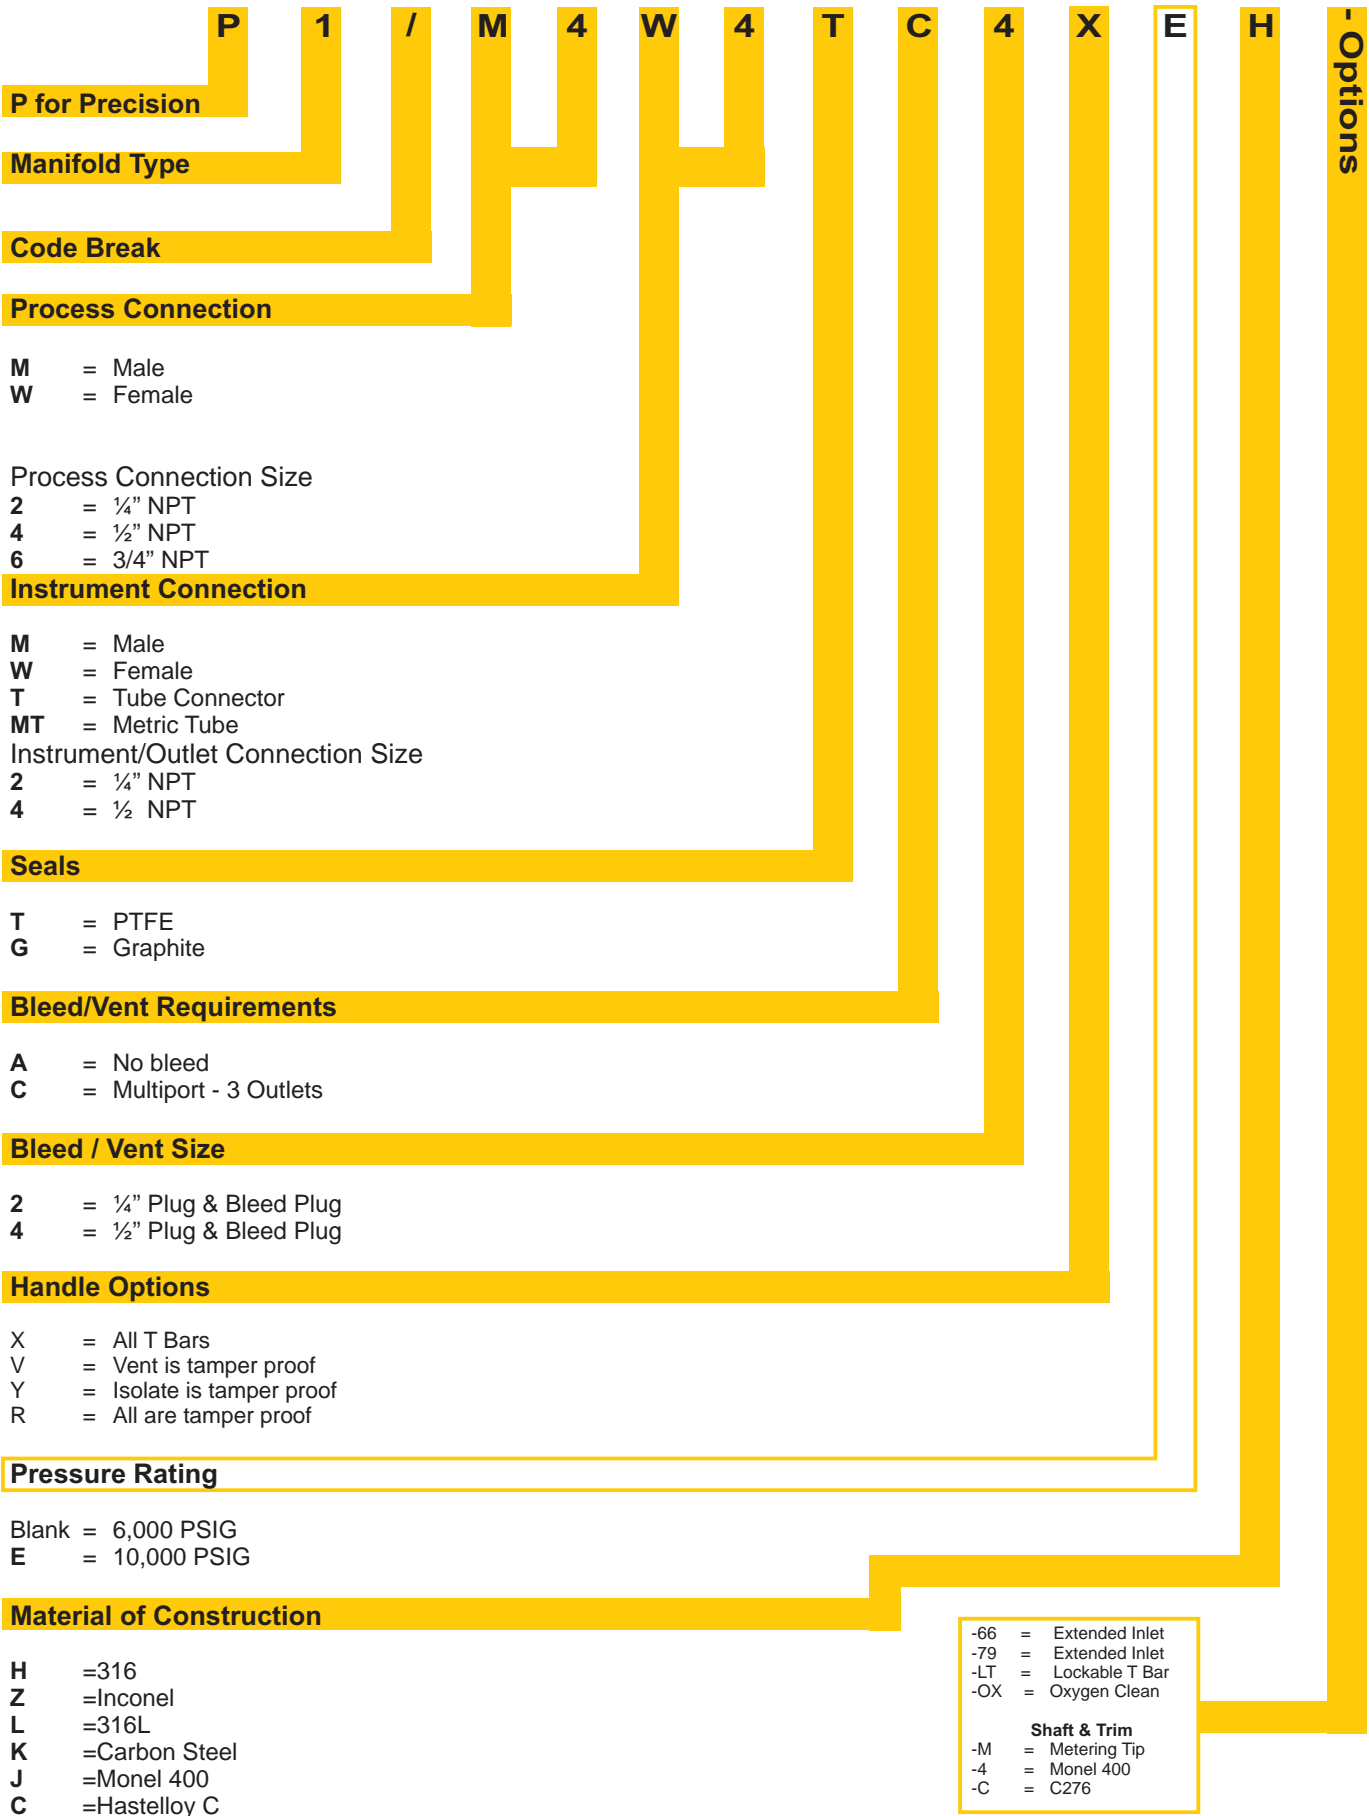 P 1 / M 4 W 4 T C 4 X E H - Options
P for Precision
Manifold Type
Code Break
Process Connection
M = Male
W = Female
Process Connection Size
2 = ¼” NPT
4 = ½” NPT
6 = 3/4” NPT
Instrument Connection
M = Male
W = Female
T = Tube Connector
MT = Metric Tube
Instrument/Outlet Connection Size
2 = ¼” NPT
4 = ½ NPT
Seals
T = PTFE
G = Graphite
Bleed/Vent Requirements
A = No bleed
C = Multiport - 3 Outlets
Bleed / Vent Size
2 = ¼” Plug & Bleed Plug
4 = ½” Plug & Bleed Plug
Handle Options
X = All T Bars
V = Vent is tamper proof
Y = Isolate is tamper proof
R = All are tamper proof
Pressure Rating
Blank = 6,000 PSIG
E = 10,000 PSIG
Material of Construction
H =316
Z =Inconel
L =316L
K =Carbon Steel
J =Monel 400
C =Hastelloy C
-66 = Extended Inlet
-79 = Extended Inlet
-LT = Lockable T Bar
-OX = Oxygen Clean
Shaft & Trim
-M = Metering Tip
-4 = Monel 400
-C = C276